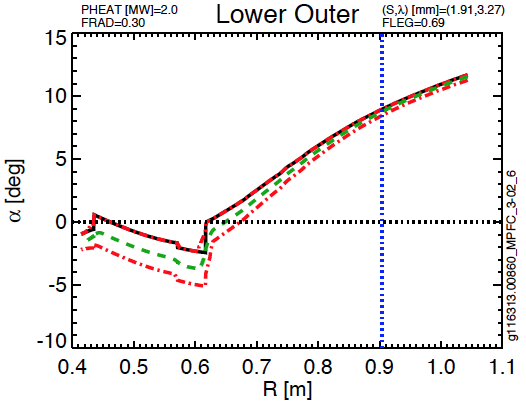 PHEAT [MW]=2.0
FRAD=0.30
Lower Outer
(S,λ) [mm]=(1.91,3.27)
FLEG=0.69
15
10
5
0
-5
-10
α [deg]
0.4 0.5 0.6 0.7 0.8 0.9 1.0 1.1
R [m]
g116313.00860_MPFC_3-02_6